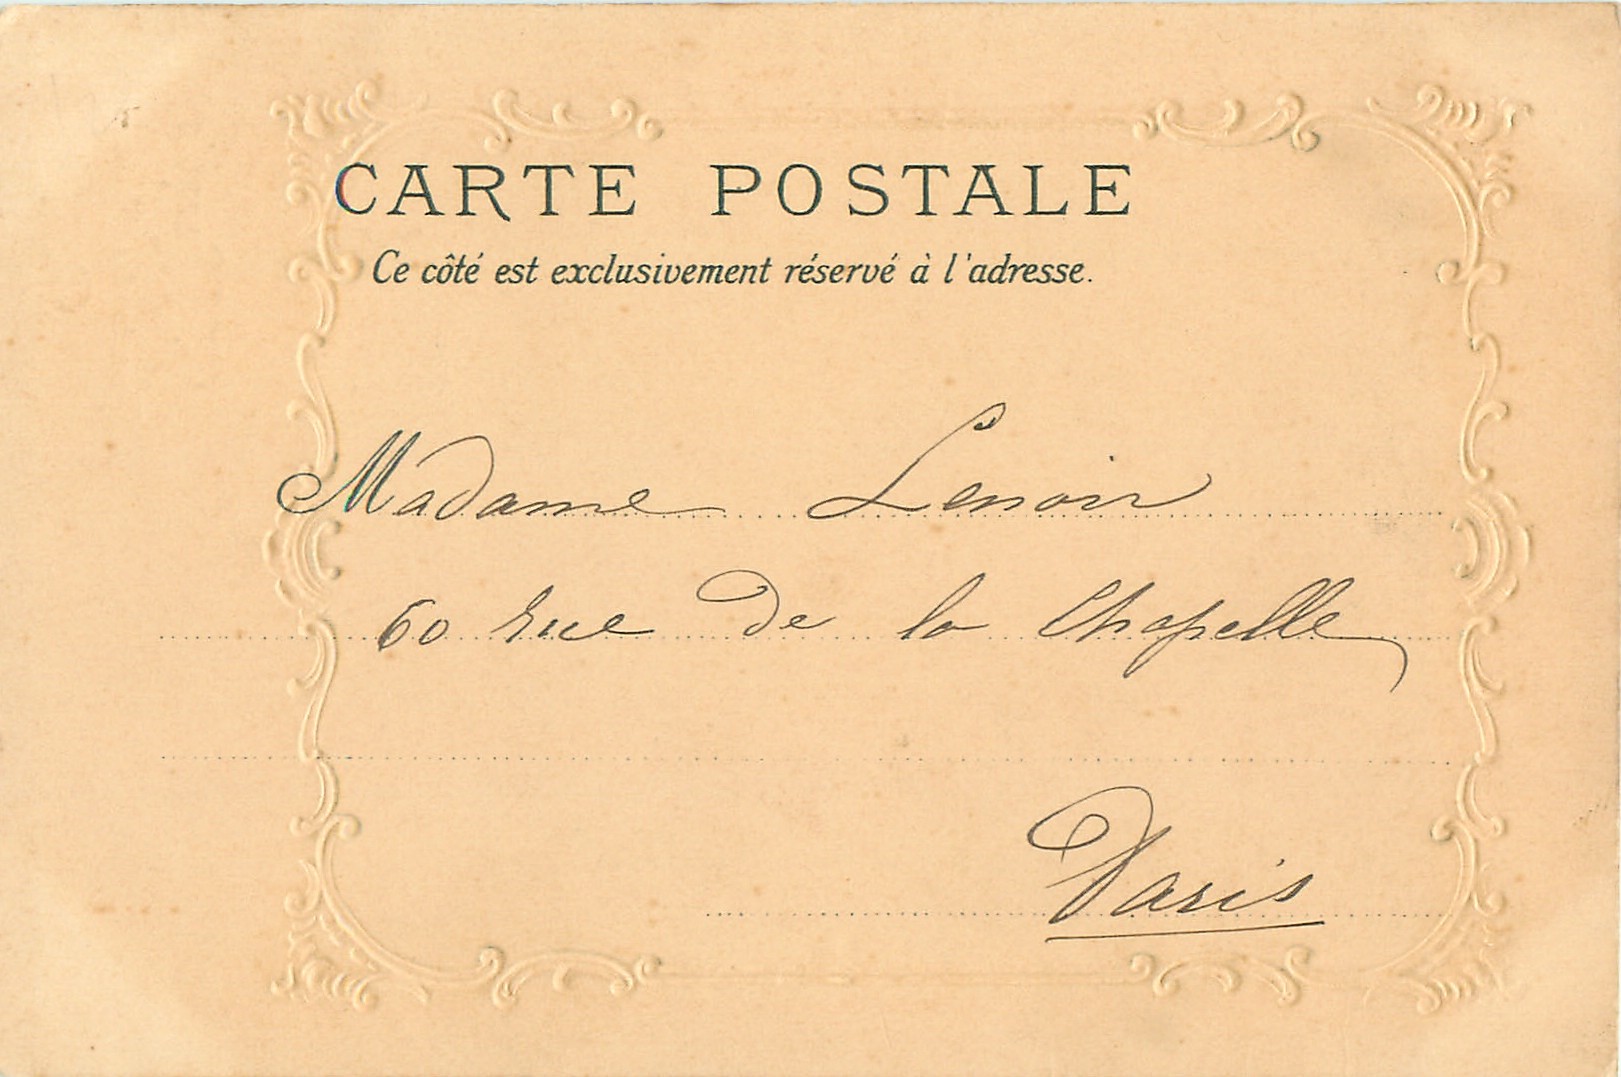 CARTE POSTALE
Ce côté est exclusivement réservé à l'adresse.
Madame Lenoir
60 rue de la Chapelle
Paris